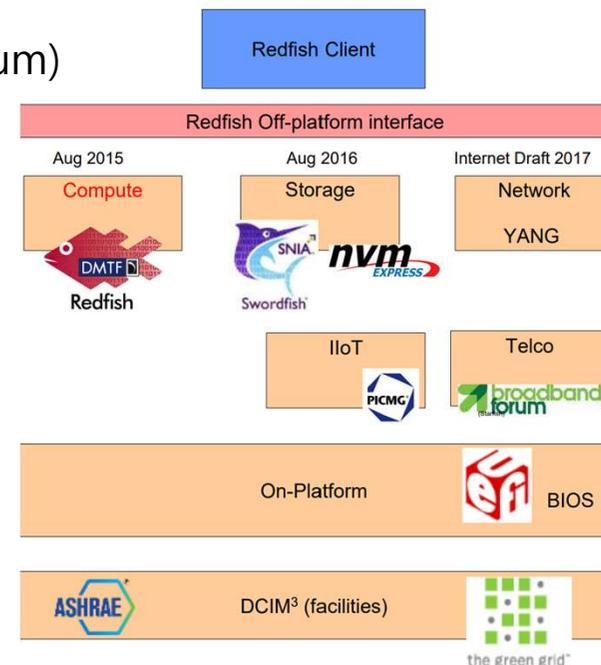 um)
Redfish Client
Redfish Off-platform interface
Aug 2015
Aug 2016
Internet Draft 2017
Compute
Storage
Network
YANG
DMTF
Redfish
SNIA
Swordfish
nvm
EXPRESS
IIoT
Telco
PICMG
broadband
forum
On-Platform
uefi
BIOS
ASHRAE
DCIM³ (facilities)
the green grid